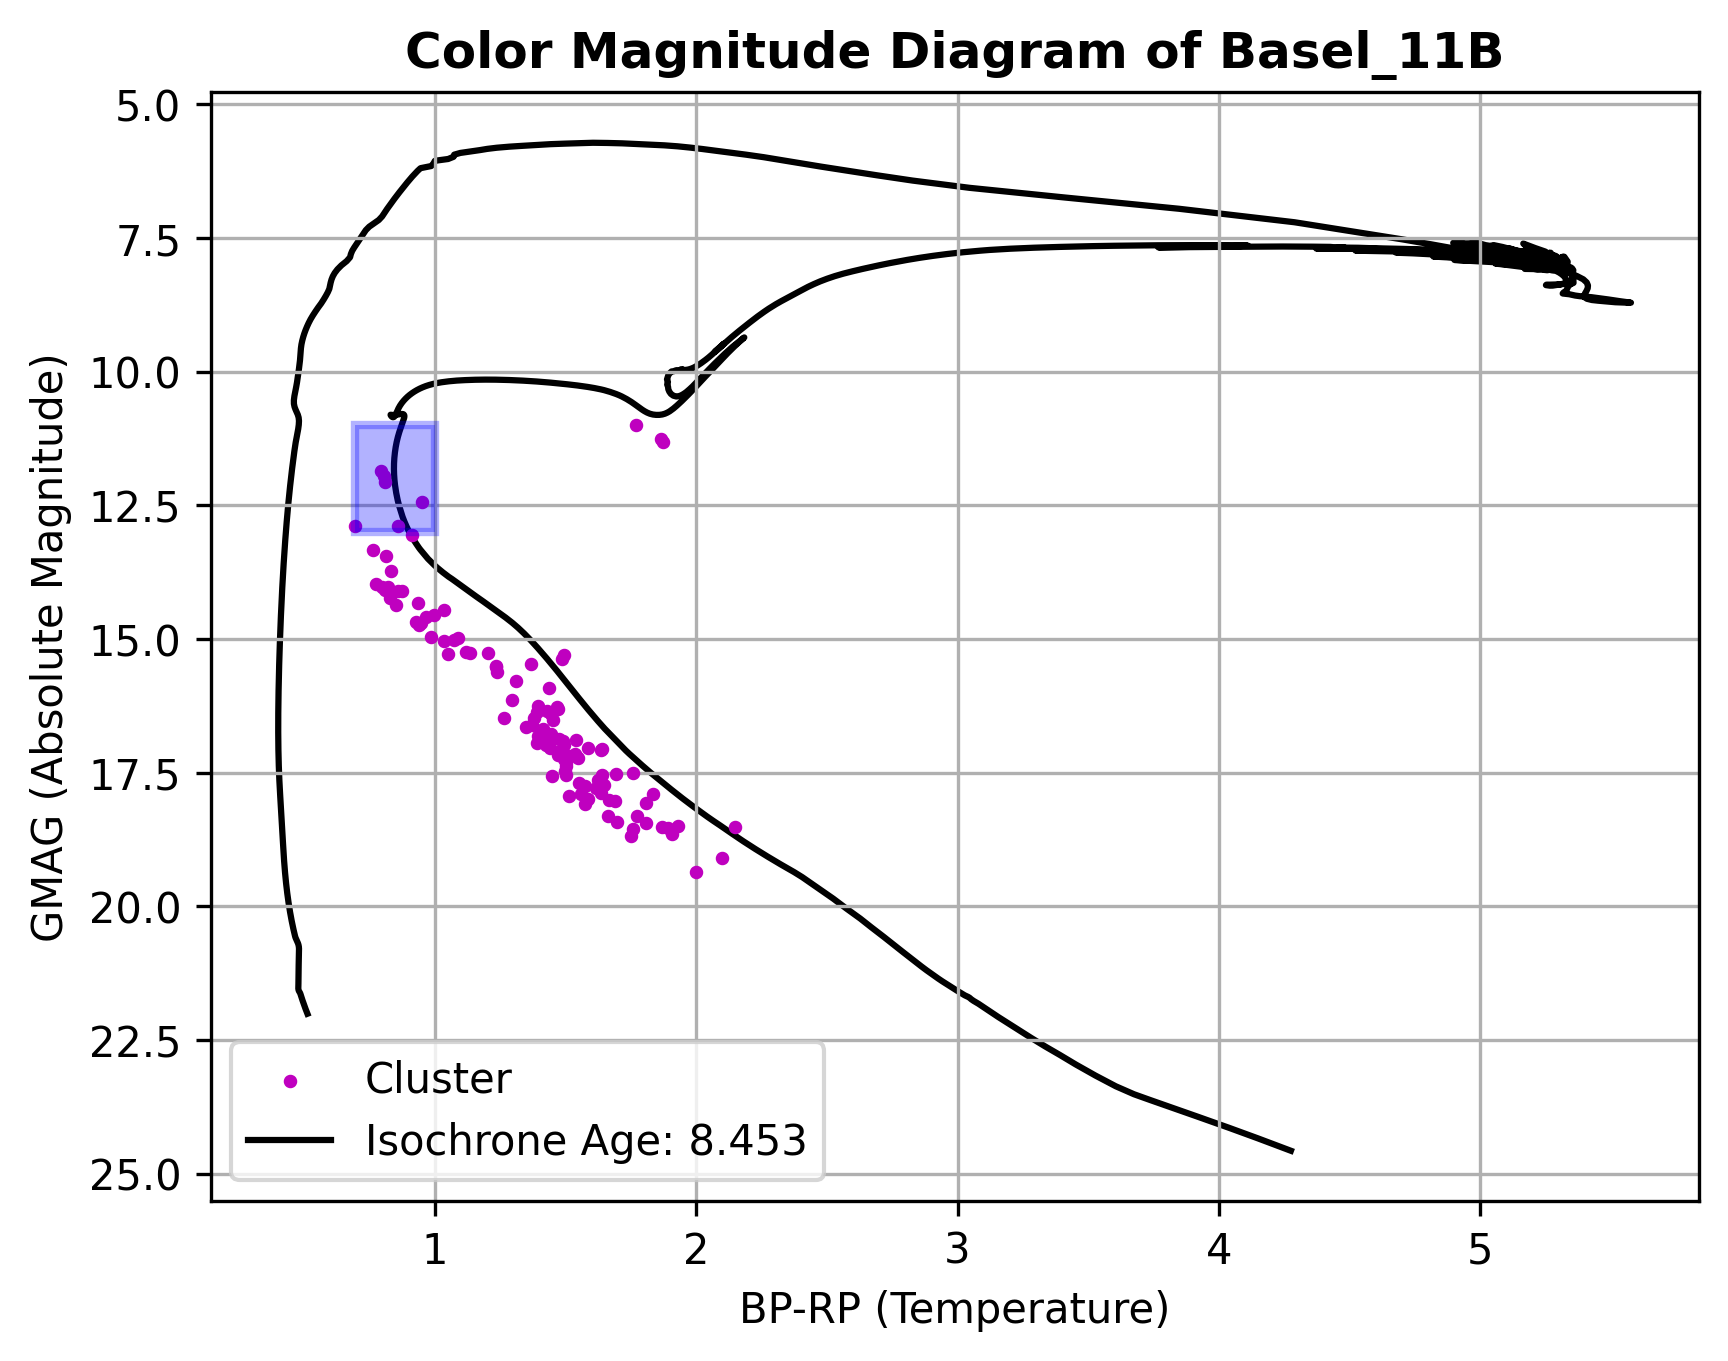 Color Magnitude Diagram of Basel_11B
GMAG (Absolute Magnitude)
5.0
7.5
10.0
12.5
15.0
17.5
20.0
22.5
25.0
Cluster
Isochrone Age: 8.453
1 2 3 4 5
BP-RP (Temperature)